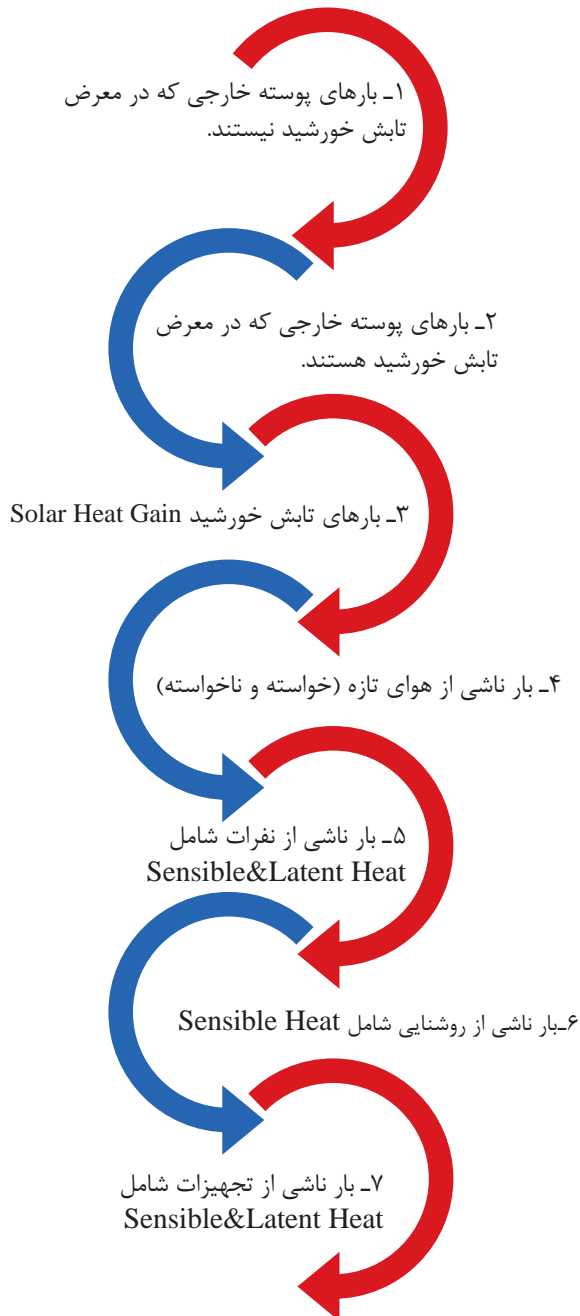 ۱ـ بارهای پوسته خارجی که در معرض
تابش خورشید نیستند.
۲ـ بارهای پوسته خارجی که در معرض
تابش خورشید هستند.
۳ـ بارهای تابش خورشید Solar Heat Gain
۴ـ بار ناشی از هوای تازه (خواسته و ناخواسته)
۵ـ بار ناشی از نفرات شامل
Sensible&Latent Heat
۶ـبار ناشی از روشنایی شامل Sensible Heat
۷ـ بار ناشی از تجهیزات شامل
Sensible&Latent Heat